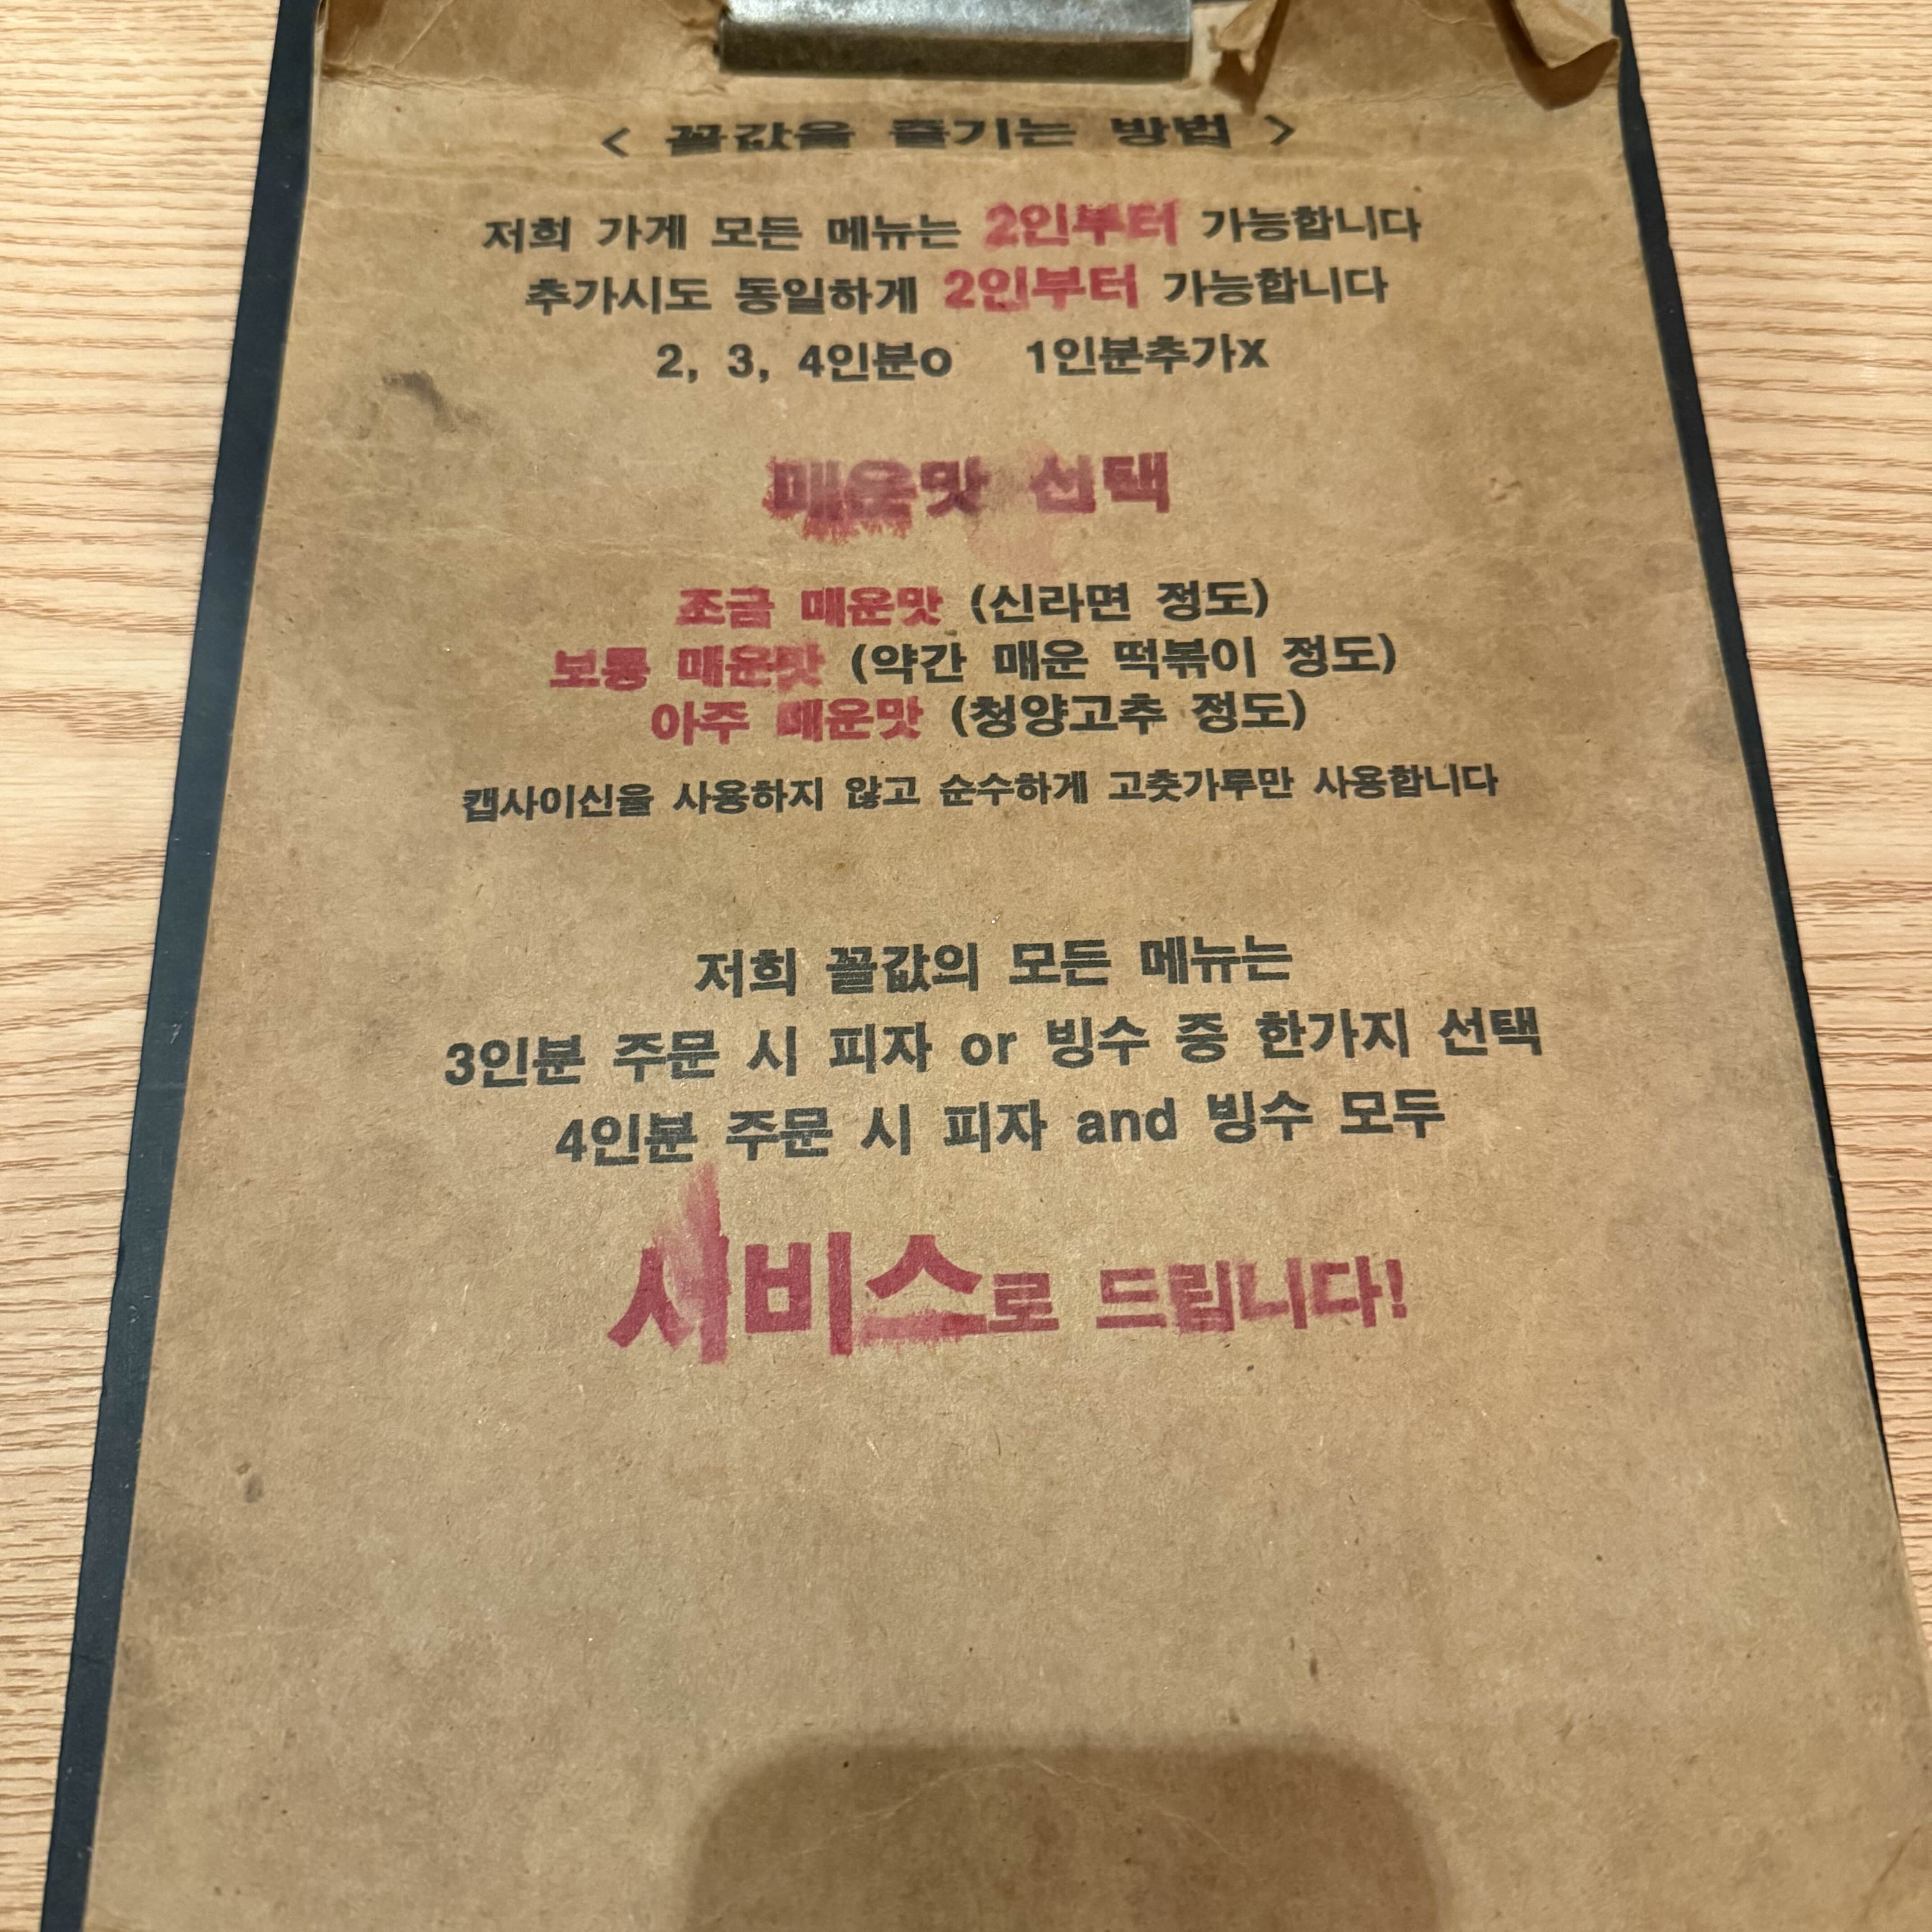 < 꼴값을 즐기는 방법 >
저희 가게 모든 메뉴는 2인부터 가능합니다
추가시도 동일하게 2인부터 가능합니다
2, 3, 4인분o 1인분추가X
매운맛 선택
조금 매운맛 (신라면 정도)
보통 매운맛 (약간 매운 떡볶이 정도)
아주 매운맛 (청양고추 정도)
캡사이신을 사용하지 않고 순수하게 고춧가루만 사용합니다
저희 꼴값의 모든 메뉴는
3인분 주문 시 피자 or 빙수 중 한가지 선택
4인분 주문 시 피자 and 빙수 모두
서비스로 드립니다!